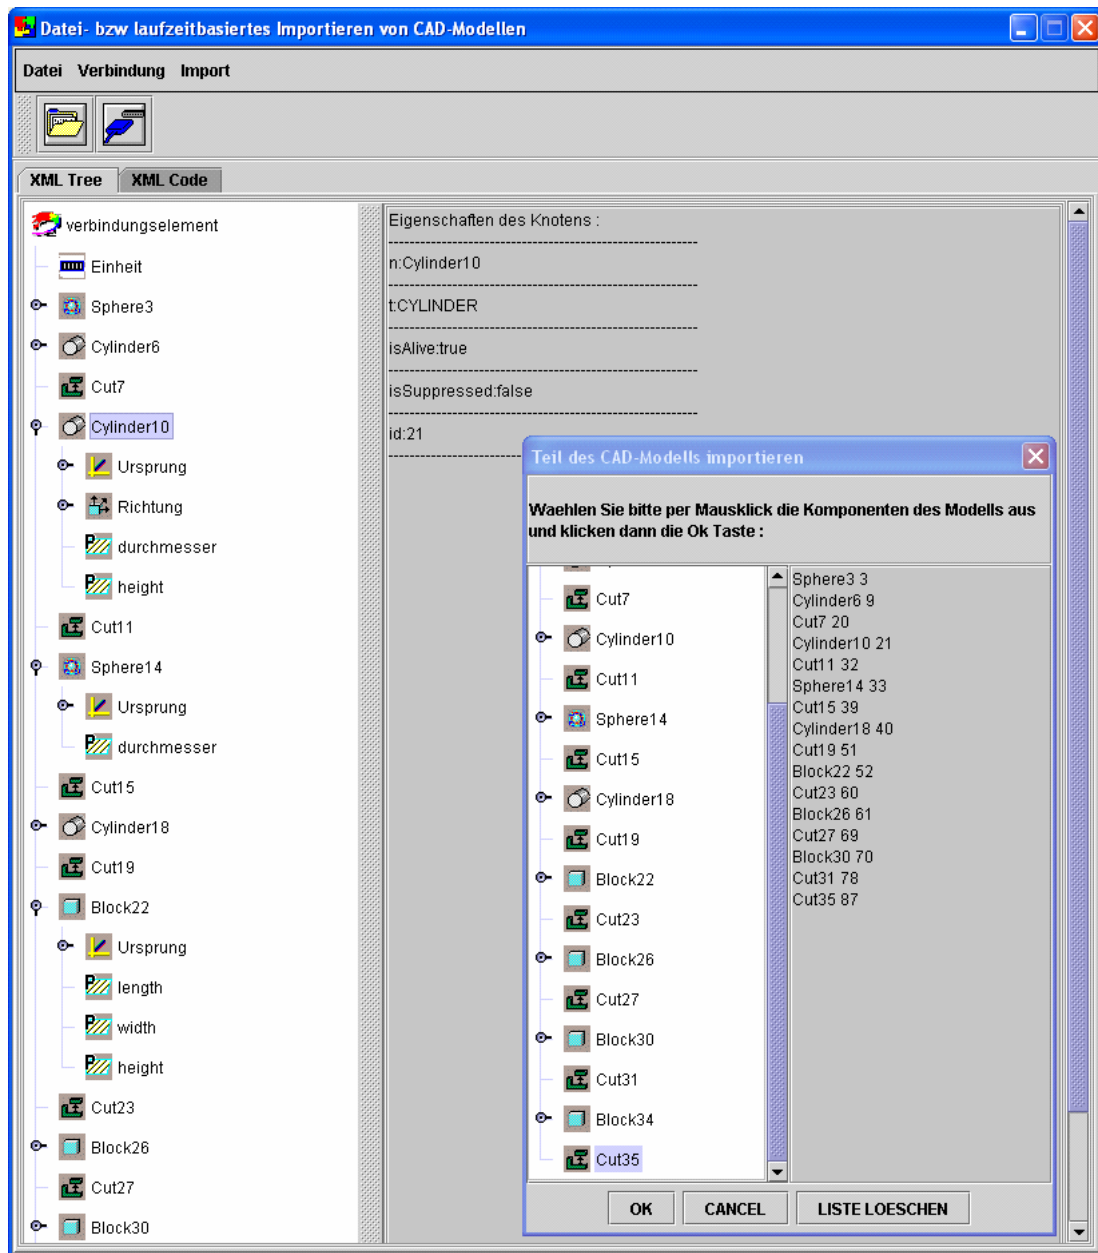 Datei- bzw laufzeitbasiertes Importieren von CAD-Modellen
Datei Verbindung Import
XML Tree XML Code
verbindungselement
Einheit
Sphere3
Cylinder6
Cut7
Cylinder10
Ursprung
Richtung
durchmesser
height
Cut11
Sphere14
Ursprung
durchmesser
Cut15
Cylinder18
Cut19
Block22
Ursprung
length
width
height
Cut23
Block26
Cut27
Block30
Eigenschaften des Knotens :
--------------------------------------------------------------
n:Cylinder10
--------------------------------------------------------------
t:CYLINDER
--------------------------------------------------------------
isAlive:true
--------------------------------------------------------------
isSuppressed:false
--------------------------------------------------------------
id:21
--------------------------------------------------------------
Teil des CAD-Modells importieren
Waehlen Sie bitte per Mausklick die Komponenten des Modells aus
und klicken dann die Ok Taste :
Cut7
Cylinder10
Cut11
Sphere14
Cut15
Cylinder18
Cut19
Block22
Cut23
Block26
Cut27
Block30
Cut31
Block34
Cut35
Sphere3 3
Cylinder6 9
Cut7 20
Cylinder10 21
Cut11 32
Sphere14 33
Cut15 39
Cylinder18 40
Cut19 51
Block22 52
Cut23 60
Block26 61
Cut27 69
Block30 70
Cut31 78
Cut35 87
OK CANCEL LISTE LOESCHEN